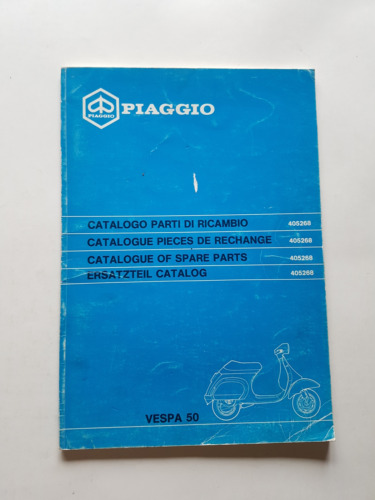 PIAGGIO
PIAGGIO
CATALOGO PARTI DI RICAMBIO 405268
CATALOGUE PIECES DE RECHANGE 405268
CATALOGUE OF SPARE PARTS 405268
ERSATZTEIL CATALOG 405268
VESPA 50